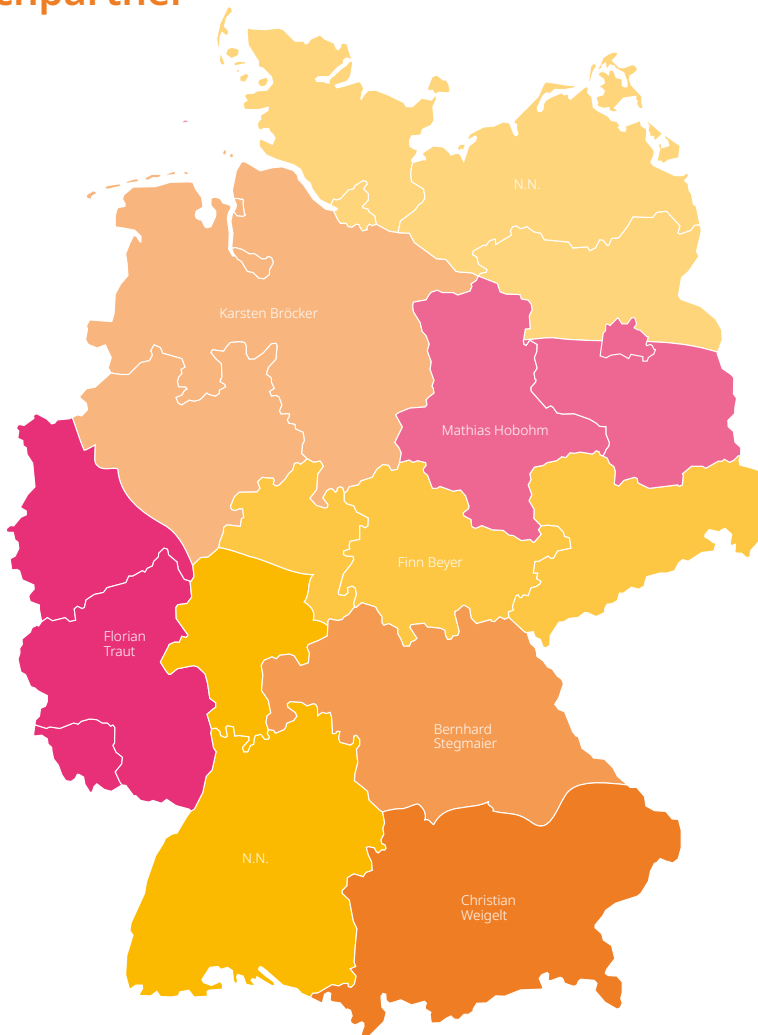 N.N.
Karsten Bröcker
Mathias Hobohm
Finn Beyer
Florian
Traut
Bernhard
Stegmaier
N.N.
Christian
Weigelt